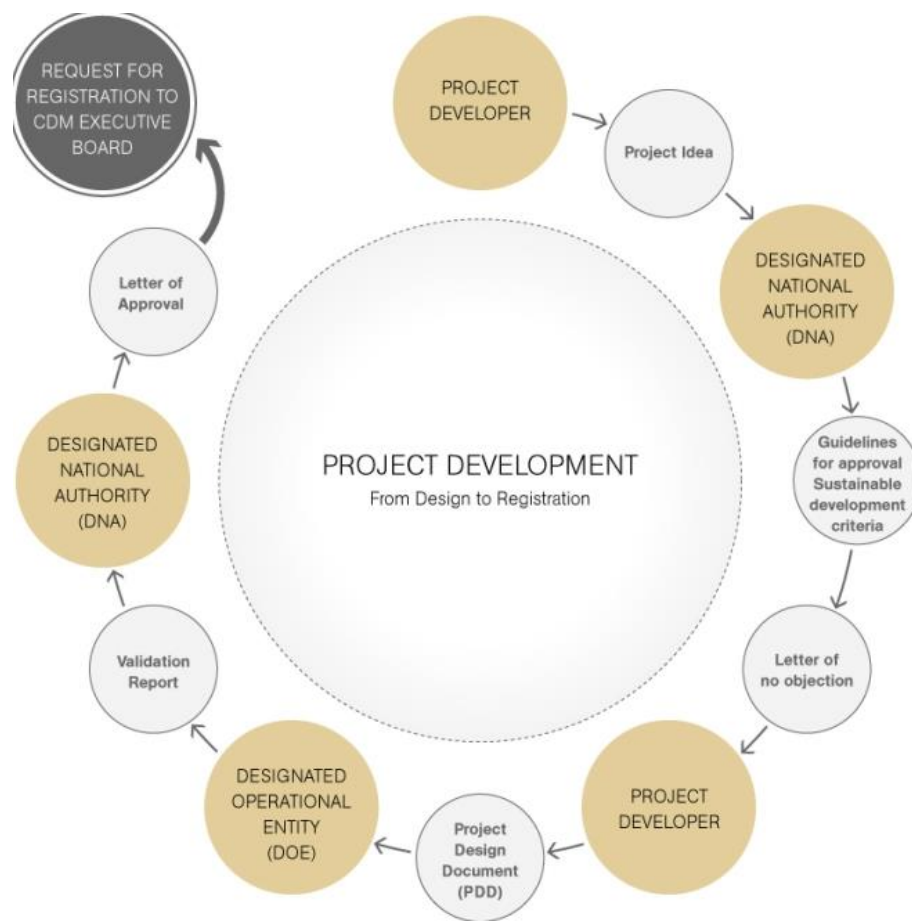 PROJECT
DEVELOPER
Project Idea
DESIGNATED
NATIONAL
AUTHORITY
(DNA)
Guidelines
for approval
Sustainable
development
criteria
Letter of
no objection
PROJECT
DEVELOPER
Project
Design
Document
(PDD)
DESIGNATED
OPERATIONAL
ENTITY
(DOE)
Validation
Report
DESIGNATED
NATIONAL
AUTHORITY
(DNA)
Letter of
Approval
REQUEST FOR
REGISTRATION TO
CDM EXECUTIVE
BOARD
PROJECT DEVELOPMENT
From Design to Registration